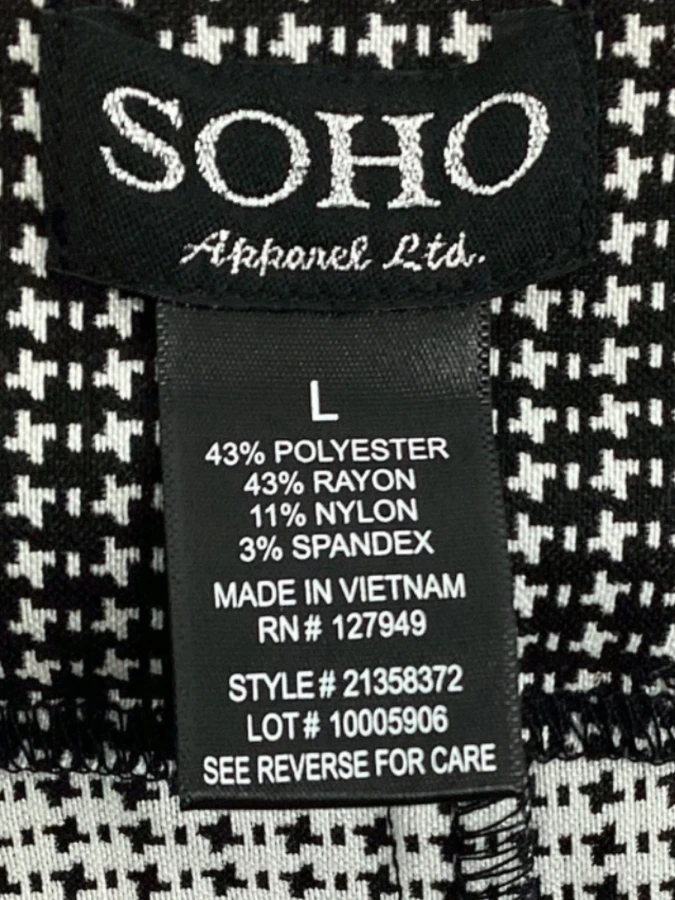 SOHO
Apparel Ltd.
L
43% POLYESTER
43% RAYON
11% NYLON
3% SPANDEX
MADE IN VIETNAM
RN# 127949
STYLE# 21358372
LOT# 10005906
SEE REVERSE FOR CARE